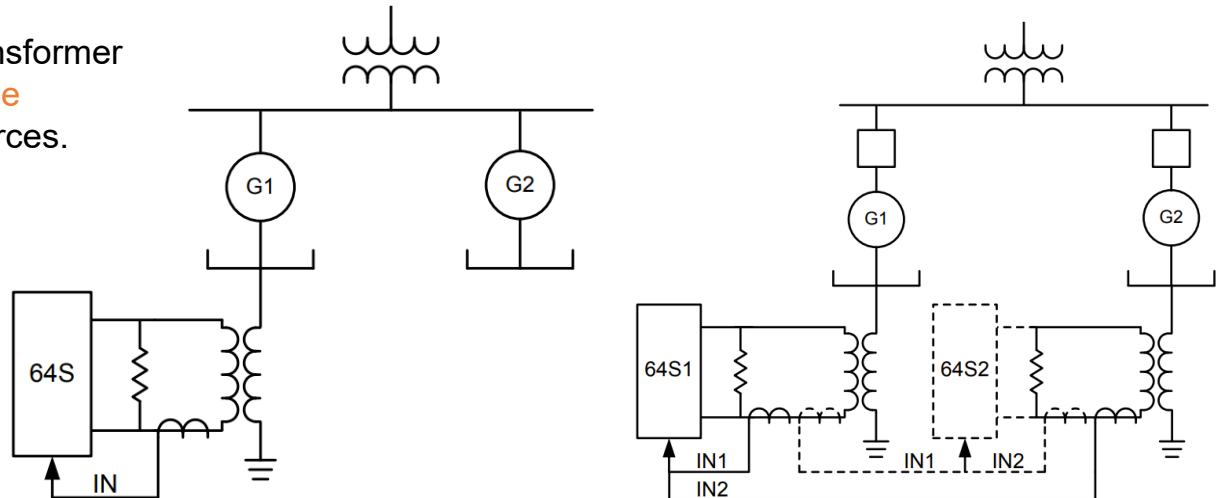 nsformer
rces.
G1
G2
64S
IN
G1
G2
64S1
64S2
IN1
IN2
IN1
IN2